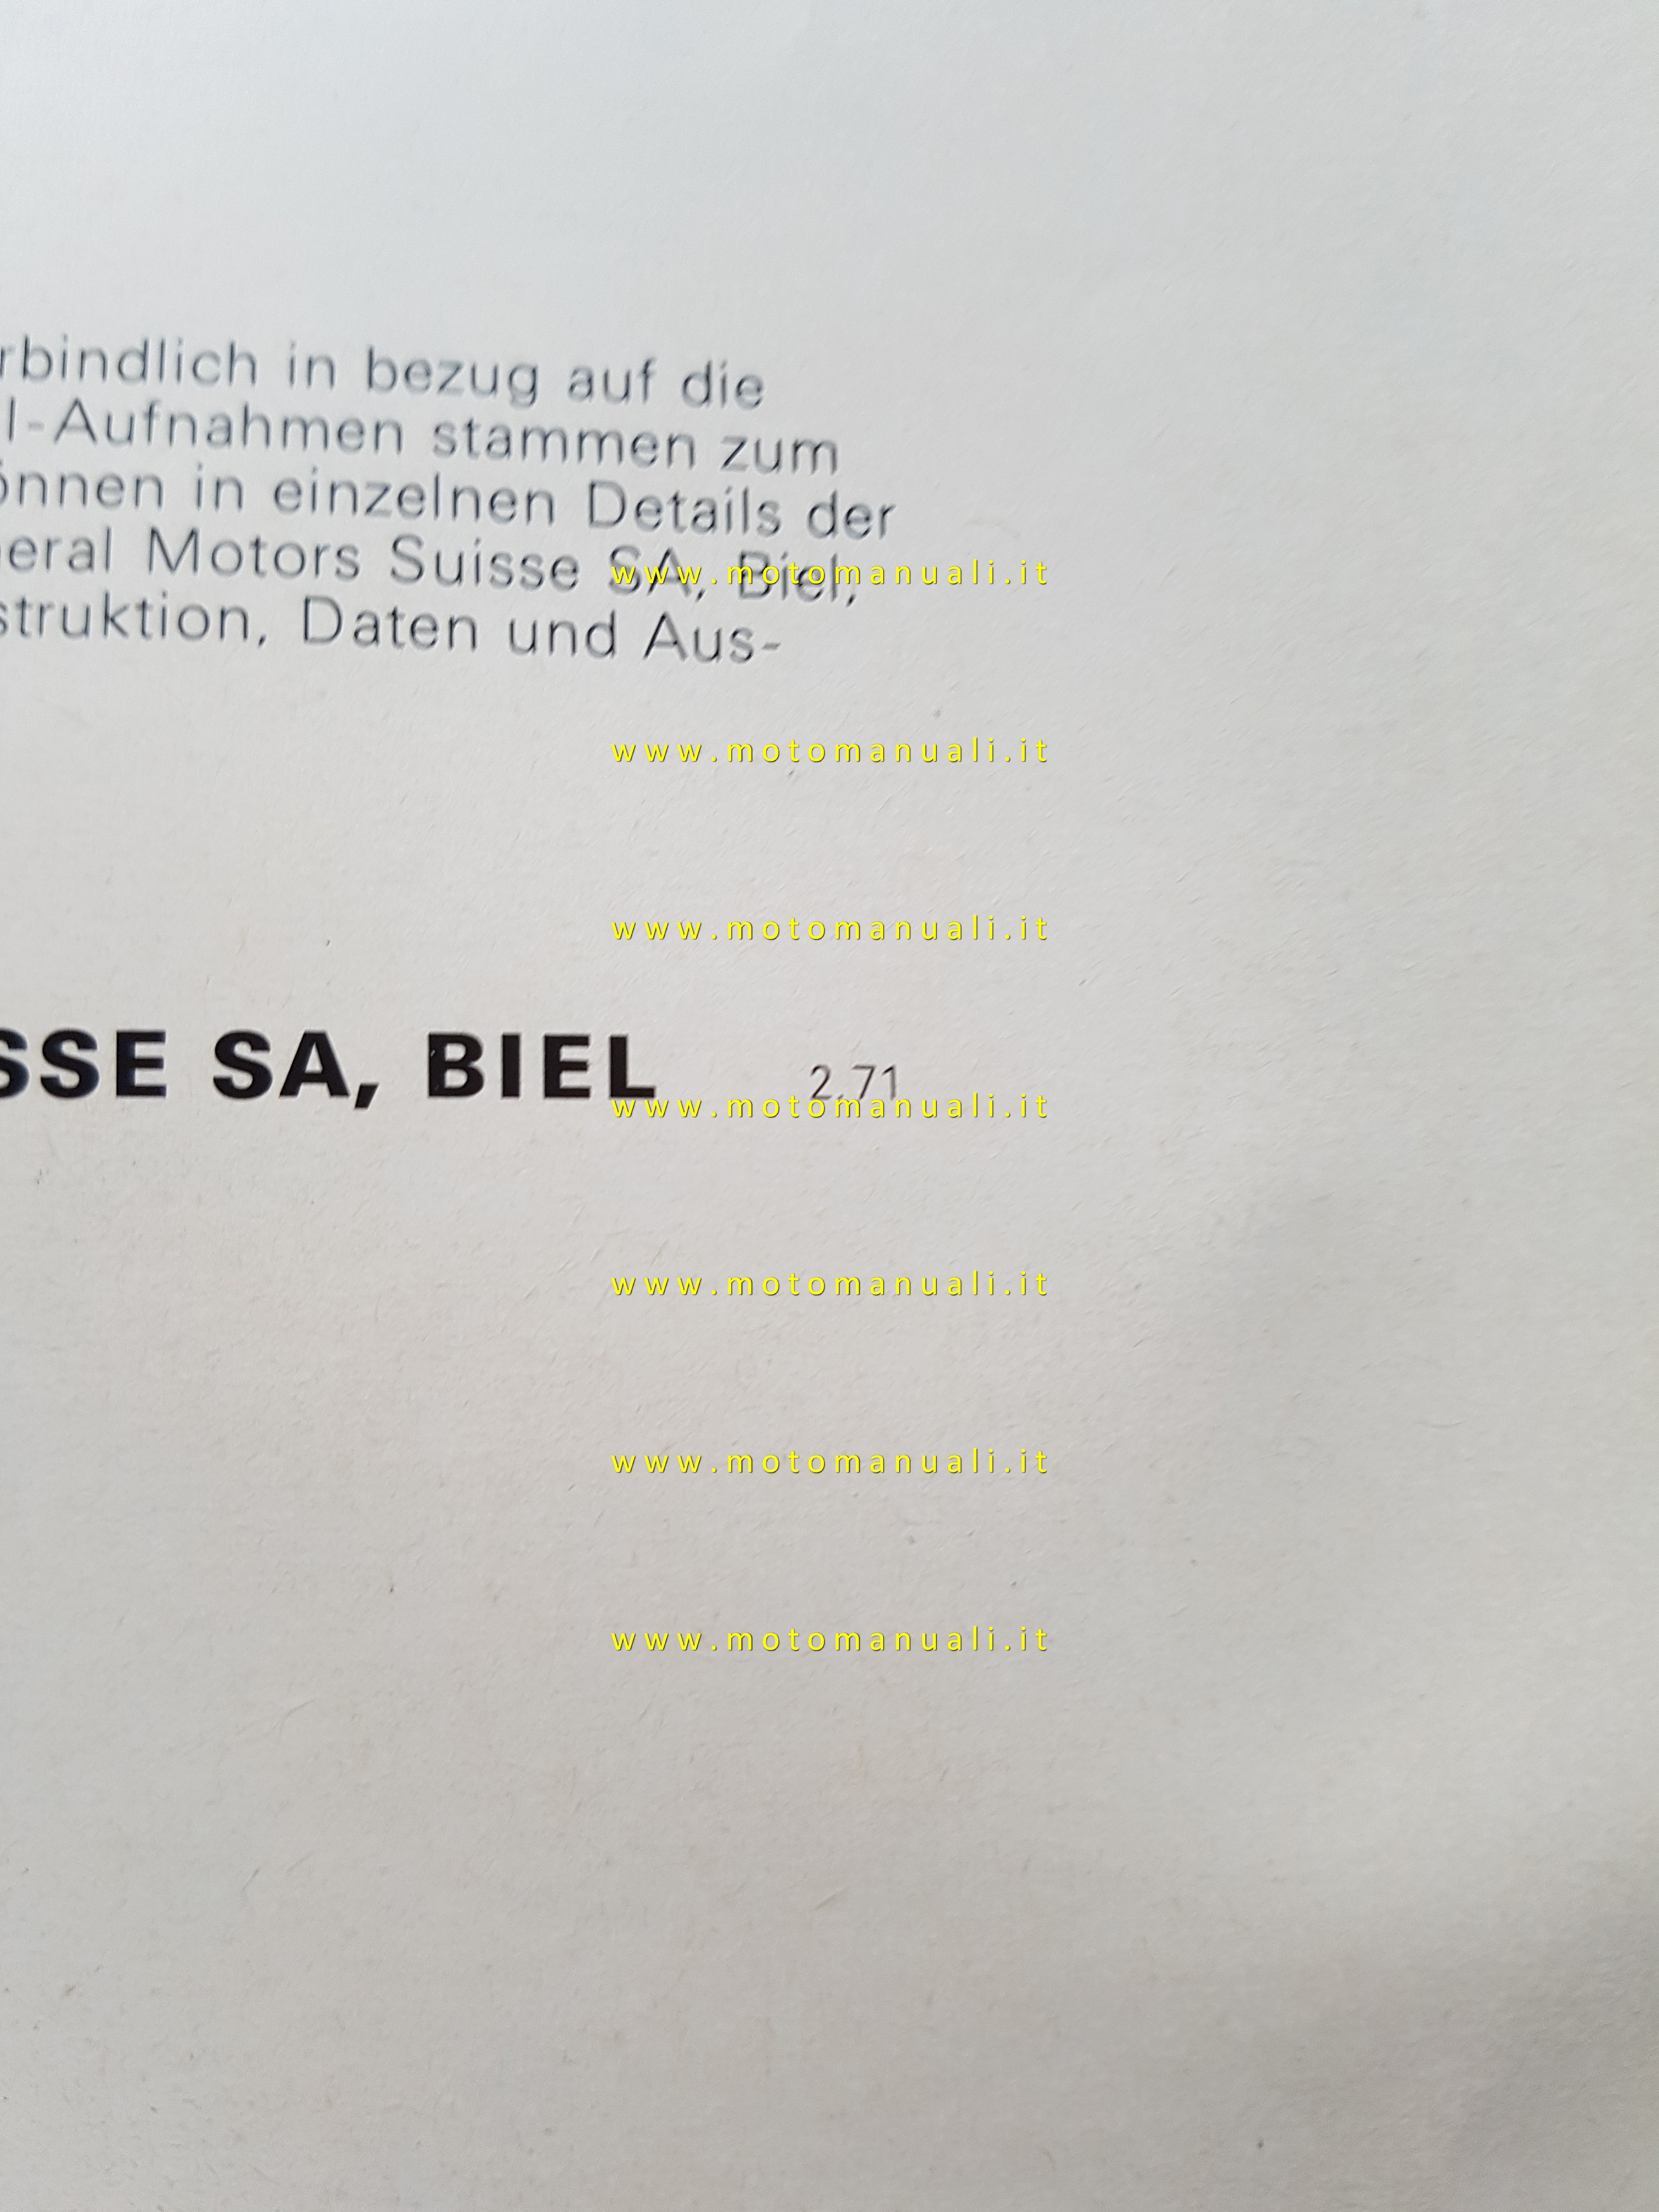 rbindlich in bezug auf die
l-Aufnahmen stammen zum
önnen in einzelnen Details der
eral Motors Suisse SA, Biel,
www.motomanuali.it
struktion, Daten und Aus-
www.motomanuali.it
www.motomanuali.it
SSE SA, BIEL 2.71
www.motomanuali.it
www.motomanuali.it
www.motomanuali.it
www.motomanuali.it